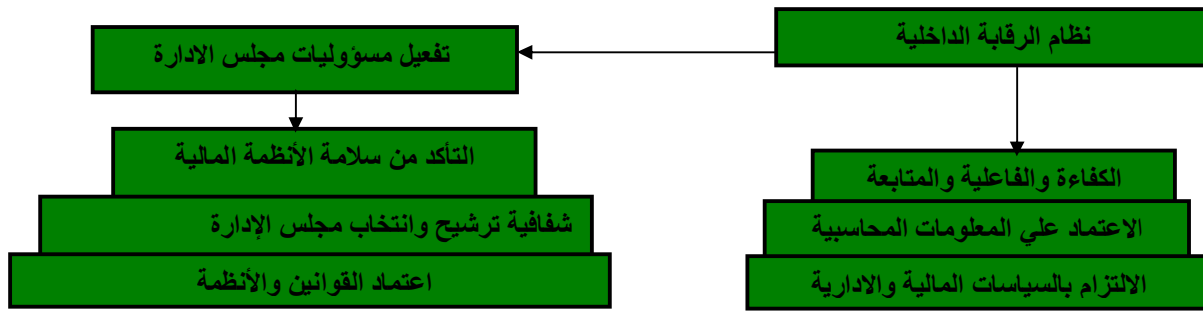 نظام الرقابة الداخلية
تفعيل مسؤوليات مجلس الادارة
الكفاءة والفاعلية والمتابعة
الاعتماد علي المعلومات المحاسبية
الالتزام بالسياسات المالية والادارية
التأكد من سلامة الأنظمة المالية
شفافية ترشيح وانتخاب مجلس الإدارة
اعتماد القوانين والأنظمة